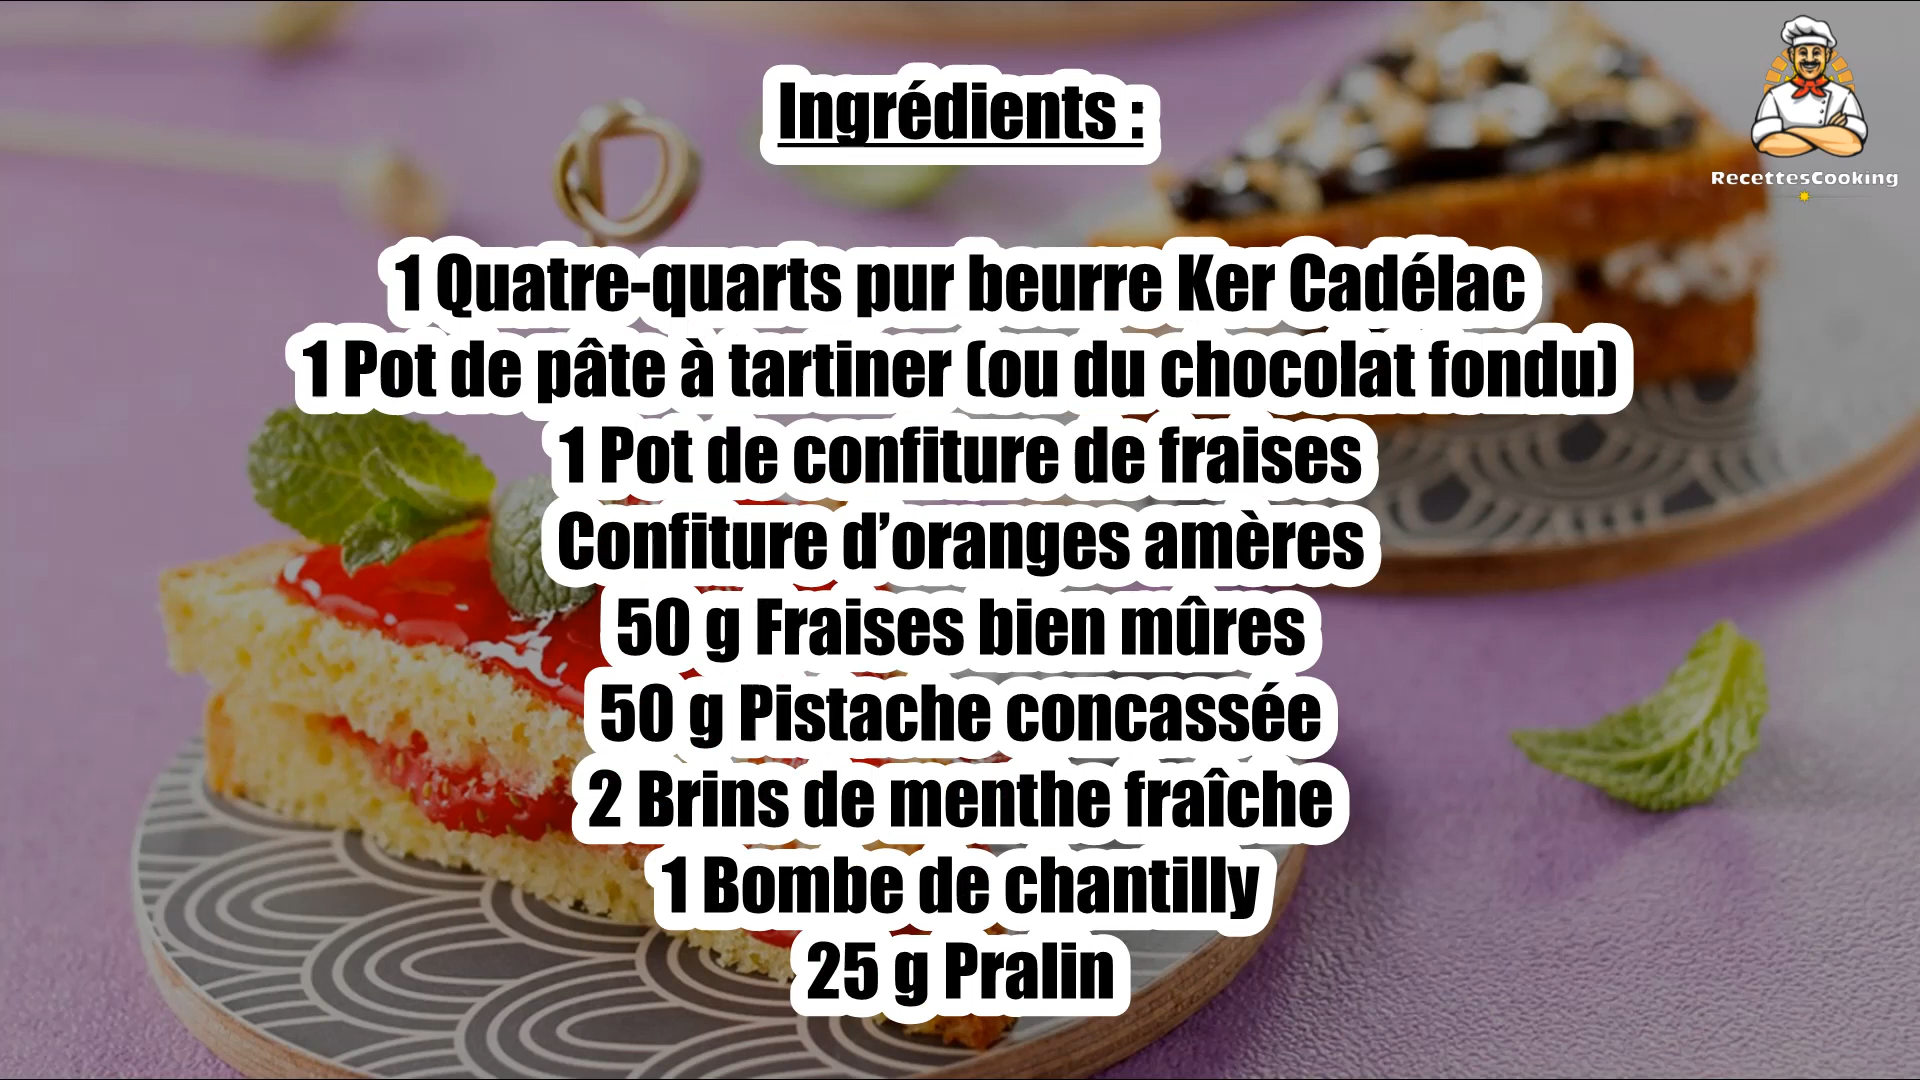 RecettesCooking
Ingrédients :
1 Quatre-quarts pur beurre Ker Cadélac
1 Pot de pâte à tartiner (ou du chocolat fondu)
1 Pot de confiture de fraises
Confiture d’oranges amères
50 g Fraises bien mûres
50 g Pistache concassée
2 Brins de menthe fraîche
1 Bombe de chantilly
25 g Pralin